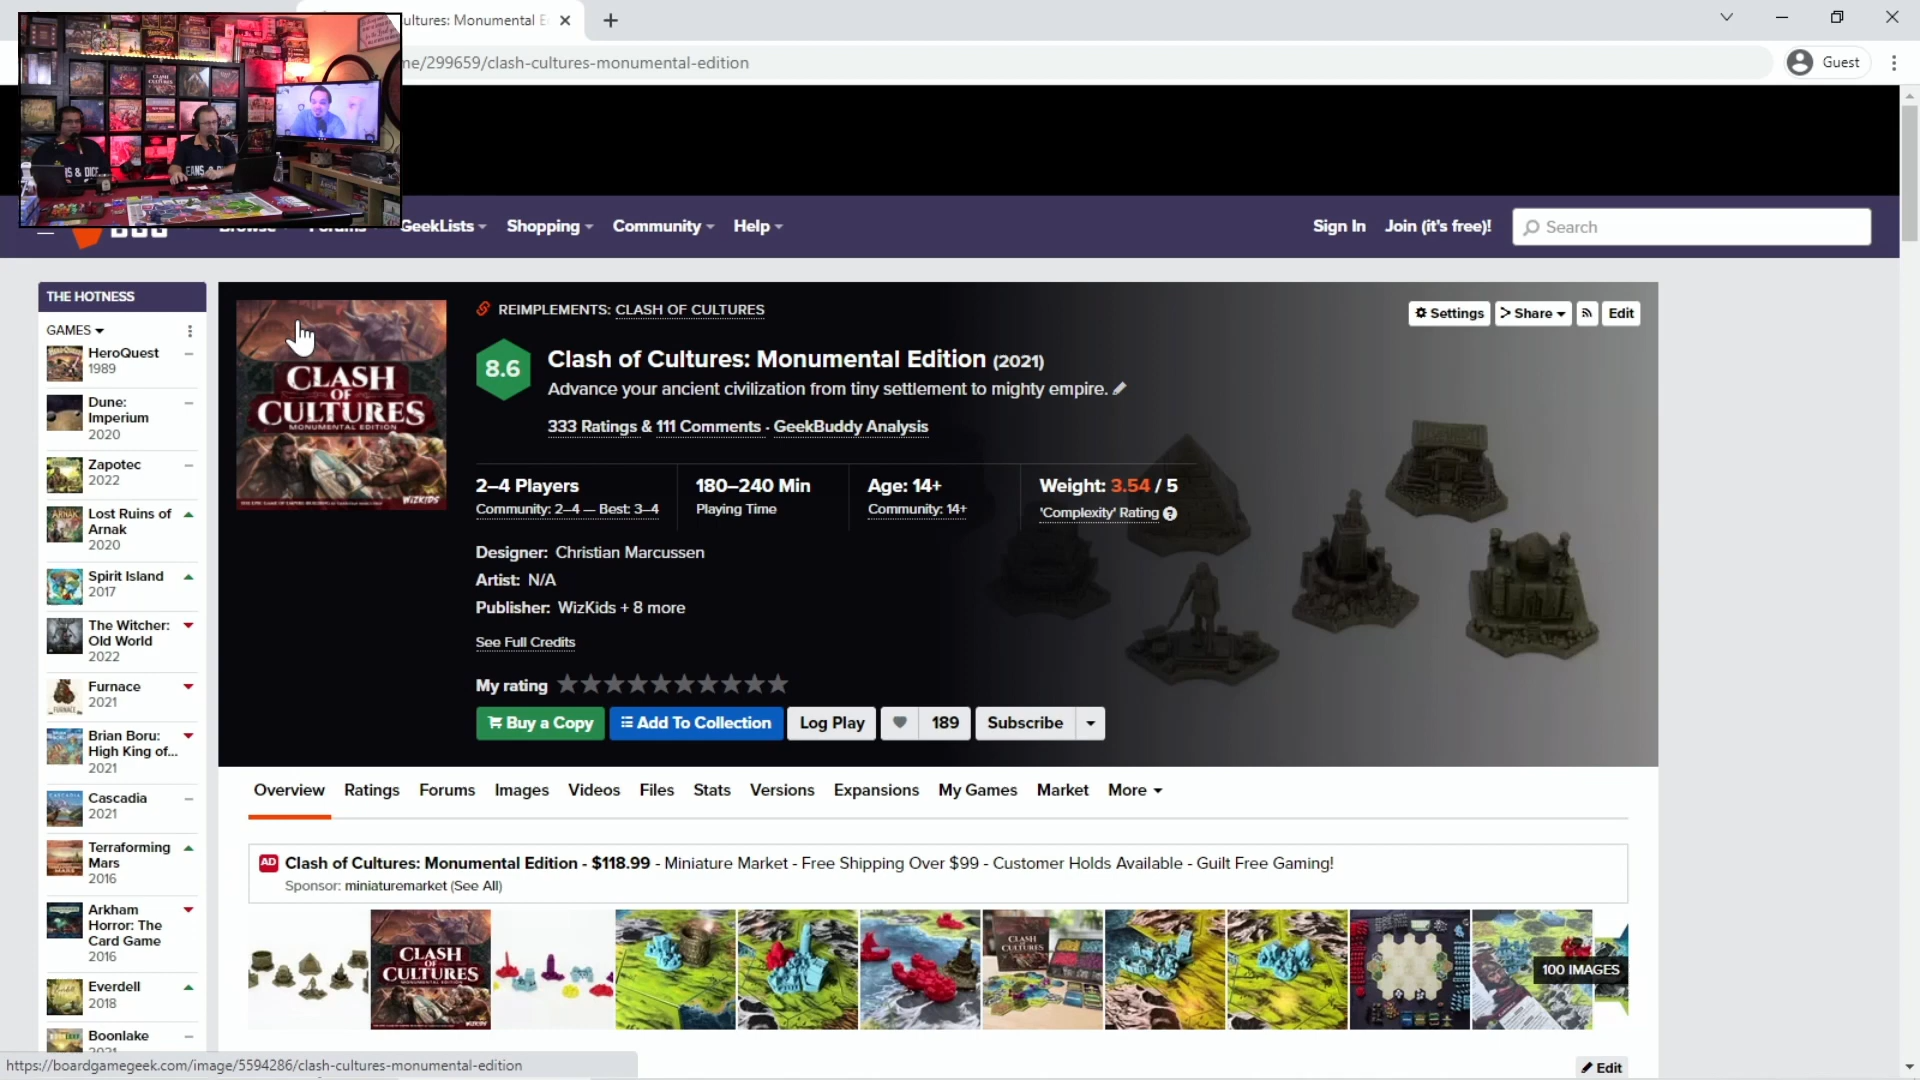 ultures: Monumental E
ne/299659/clash-cultures-monumental-edition
Guest
GeekLists
Shopping
Community
Help
Sign In
Join (it's free)!
Search
THE HOTNESS
GAMES
HeroQuest
1989
Dune:
Imperium
2020
Zapotec
2022
Lost Ruins of
Arnak
2020
Spirit Island
2017
The Witcher:
Old World
2022
Furnace
2021
Brian Boru:
High King of...
2021
Cascadia
2021
Terraforming
Mars
2016
Arkham
Horror: The
Card Game
2016
Everdell
2018
Boonlake
CLASH
OF
CULTURES
MONUMENTAL EDITION
WIZKIDS
REIMPLEMENTS: CLASH OF CULTURES
Settings
Share
Edit
8.6
Clash of Cultures: Monumental Edition (2021)
Advance your ancient civilization from tiny settlement to mighty empire.
333 Ratings & 111 Comments · GeekBuddy Analysis
2–4 Players
Community: 2–4 — Best: 3–4
180–240 Min
Playing Time
Age: 14+
Community: 14+
Weight: 3.54 / 5
'Complexity' Rating
Designer: Christian Marcussen
Artist: N/A
Publisher: WizKids + 8 more
See Full Credits
My rating
Buy a Copy
Add To Collection
Log Play
189
Subscribe
Overview
Ratings
Forums
Images
Videos
Files
Stats
Versions
Expansions
My Games
Market
More
AD Clash of Cultures: Monumental Edition - $118.99 - Miniature Market - Free Shipping Over $99 - Customer Holds Available - Guilt Free Gaming!
Sponsor: miniaturemarket (See All)
CLASH
OF
CULTURES
100 IMAGES
Edit
https://boardgamegeek.com/image/5594286/clash-cultures-monumental-edition